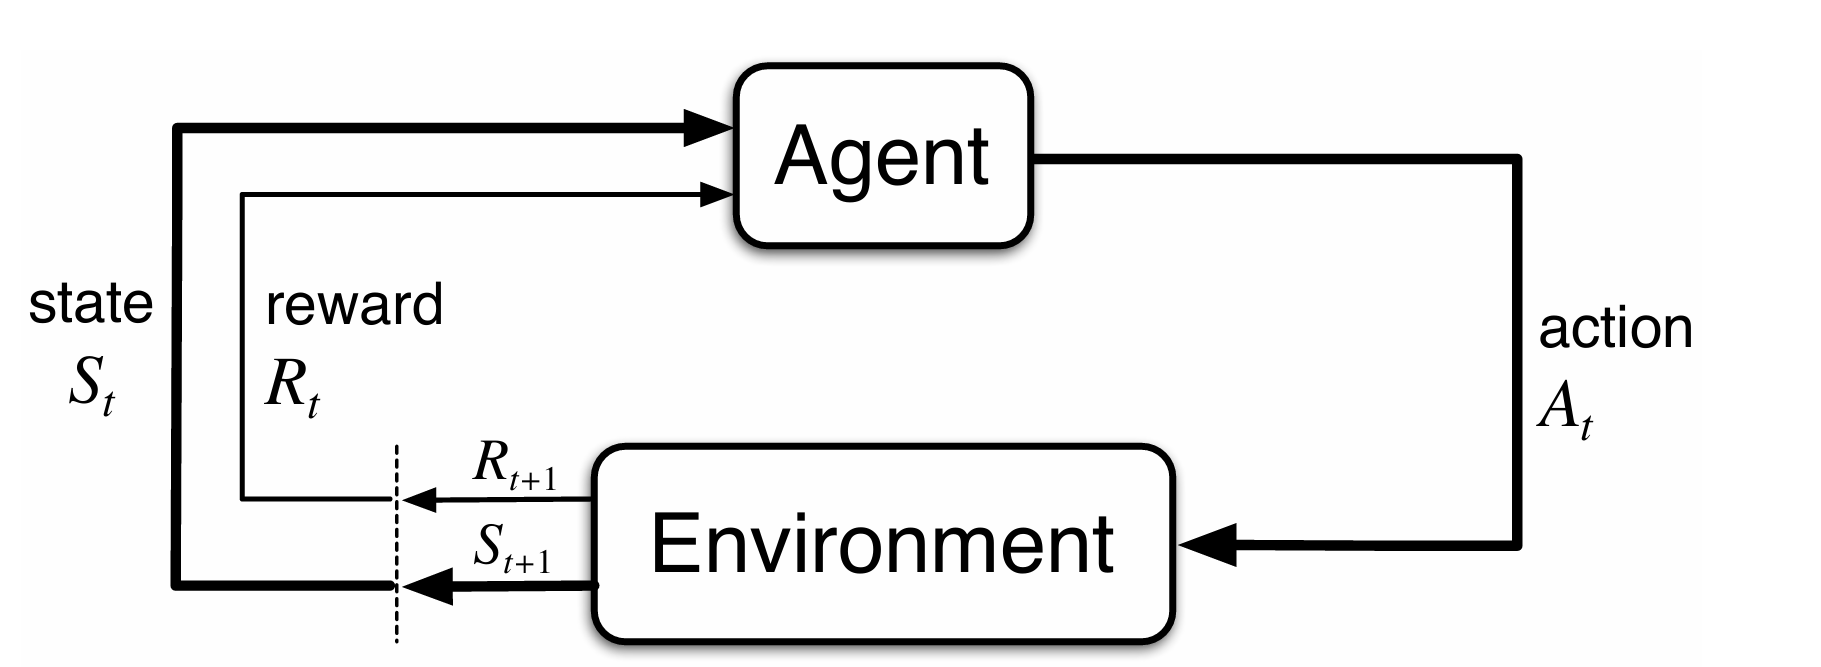 Agent
state
S_t
reward
R_t
action
A_t
R_{t+1}
S_{t+1}
Environment